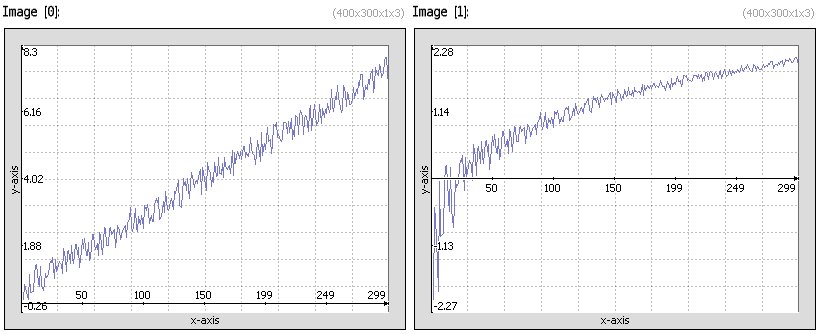 Image [0]: (400x300x1x3)
8.3
6.16
4.02
1.88
-0.26
50 100 150 199 249 299
y-axis
x-axis
Image [1]: (400x300x1x3)
2.28
1.14
50 100 150 199 249 299
-1.13
-2.27
y-axis
x-axis